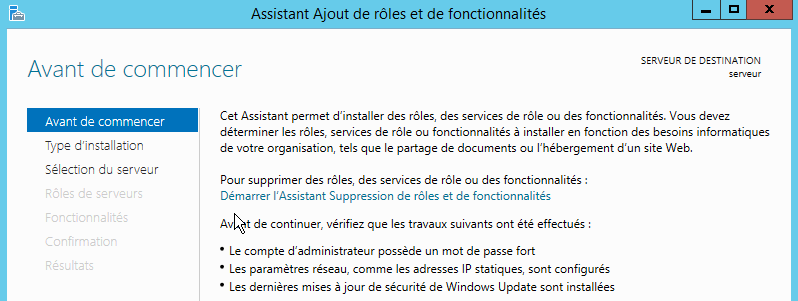 Assistant Ajout de rôles et de fonctionnalités
Avant de commencer
SERVEUR DE DESTINATION
serveur
Avant de commencer
Type d'installation
Sélection du serveur
Rôles de serveurs
Fonctionnalités
Confirmation
Résultats
Cet Assistant permet d'installer des rôles, des services de rôle ou des fonctionnalités. Vous devez
déterminer les rôles, services de rôle ou fonctionnalités à installer en fonction des besoins informatiques
de votre organisation, tels que le partage de documents ou l'hébergement d'un site Web.
Pour supprimer des rôles, des services de rôle ou des fonctionnalités :
Démarrer l'Assistant Suppression de rôles et de fonctionnalités
Avant de continuer, vérifiez que les travaux suivants ont été effectués :
• Le compte d'administrateur possède un mot de passe fort
• Les paramètres réseau, comme les adresses IP statiques, sont configurés
• Les dernières mises à jour de sécurité de Windows Update sont installées